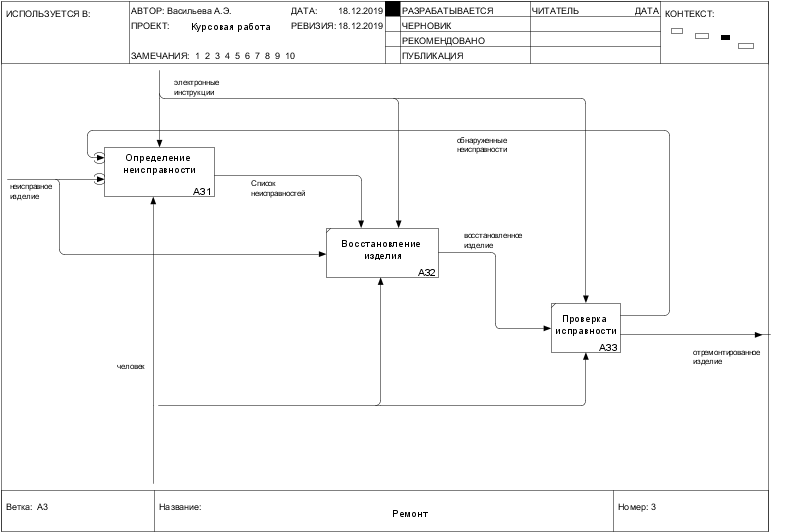 ИСПОЛЬЗУЕТСЯ В:
АВТОР: Васильева А.Э.
ДАТА: 18.12.2019
РАЗРАБАТЫВАЕТСЯ
ЧИТАТЕЛЬ
ДАТА
КОНТЕКСТ:
ПРОЕКТ: Курсовая работа
РЕВИЗИЯ: 18.12.2019
ЧЕРНОВИК
РЕКОМЕНДОВАНО
ЗАМЕЧАНИЯ: 1 2 3 4 5 6 7 8 9 10
ПУБЛИКАЦИЯ
электронные
инструкции
обнаруженные
неисправности
Определение
неисправности
A31
неисправное
изделие
Список
неисправностей
Восстановление
изделия
A32
восстановленное
изделие
Проверка
исправности
A33
отремонтированное
изделие
человек
Ветка: A3
Название:
Ремонт
Номер: 3